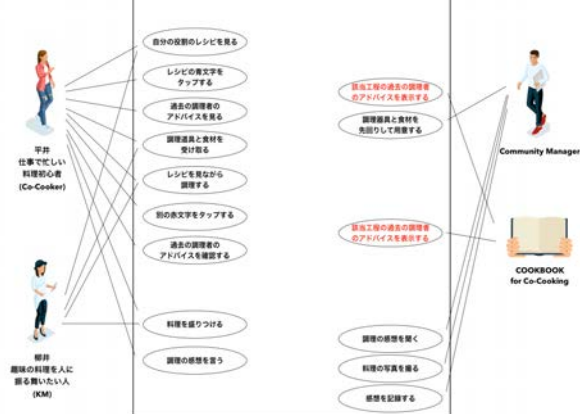 自分の役割のレシピを見る
レシピの青文字を
タップする
過去の調理者の
アドバイスを見る
調理道具と食材を
受け取る
レシピを見ながら
調理する
別の赤文字をタップする
過去の調理者の
アドバイスを確認する
料理を盛りつける
調理の感想を言う
平井
仕事で忙しい
料理初心者
(Co-Cooker)
柳井
趣味の料理を人に
振る舞いたい人
(KM)
該当工程の過去の調理者
のアドバイスを表示する
調理器具と食材を
先回りして用意する
該当工程の過去の調理者
のアドバイスを表示する
調理の感想を聞く
料理の写真を撮る
感想を記録する
Community Manager
COOKBOOK
for Co-Cooking